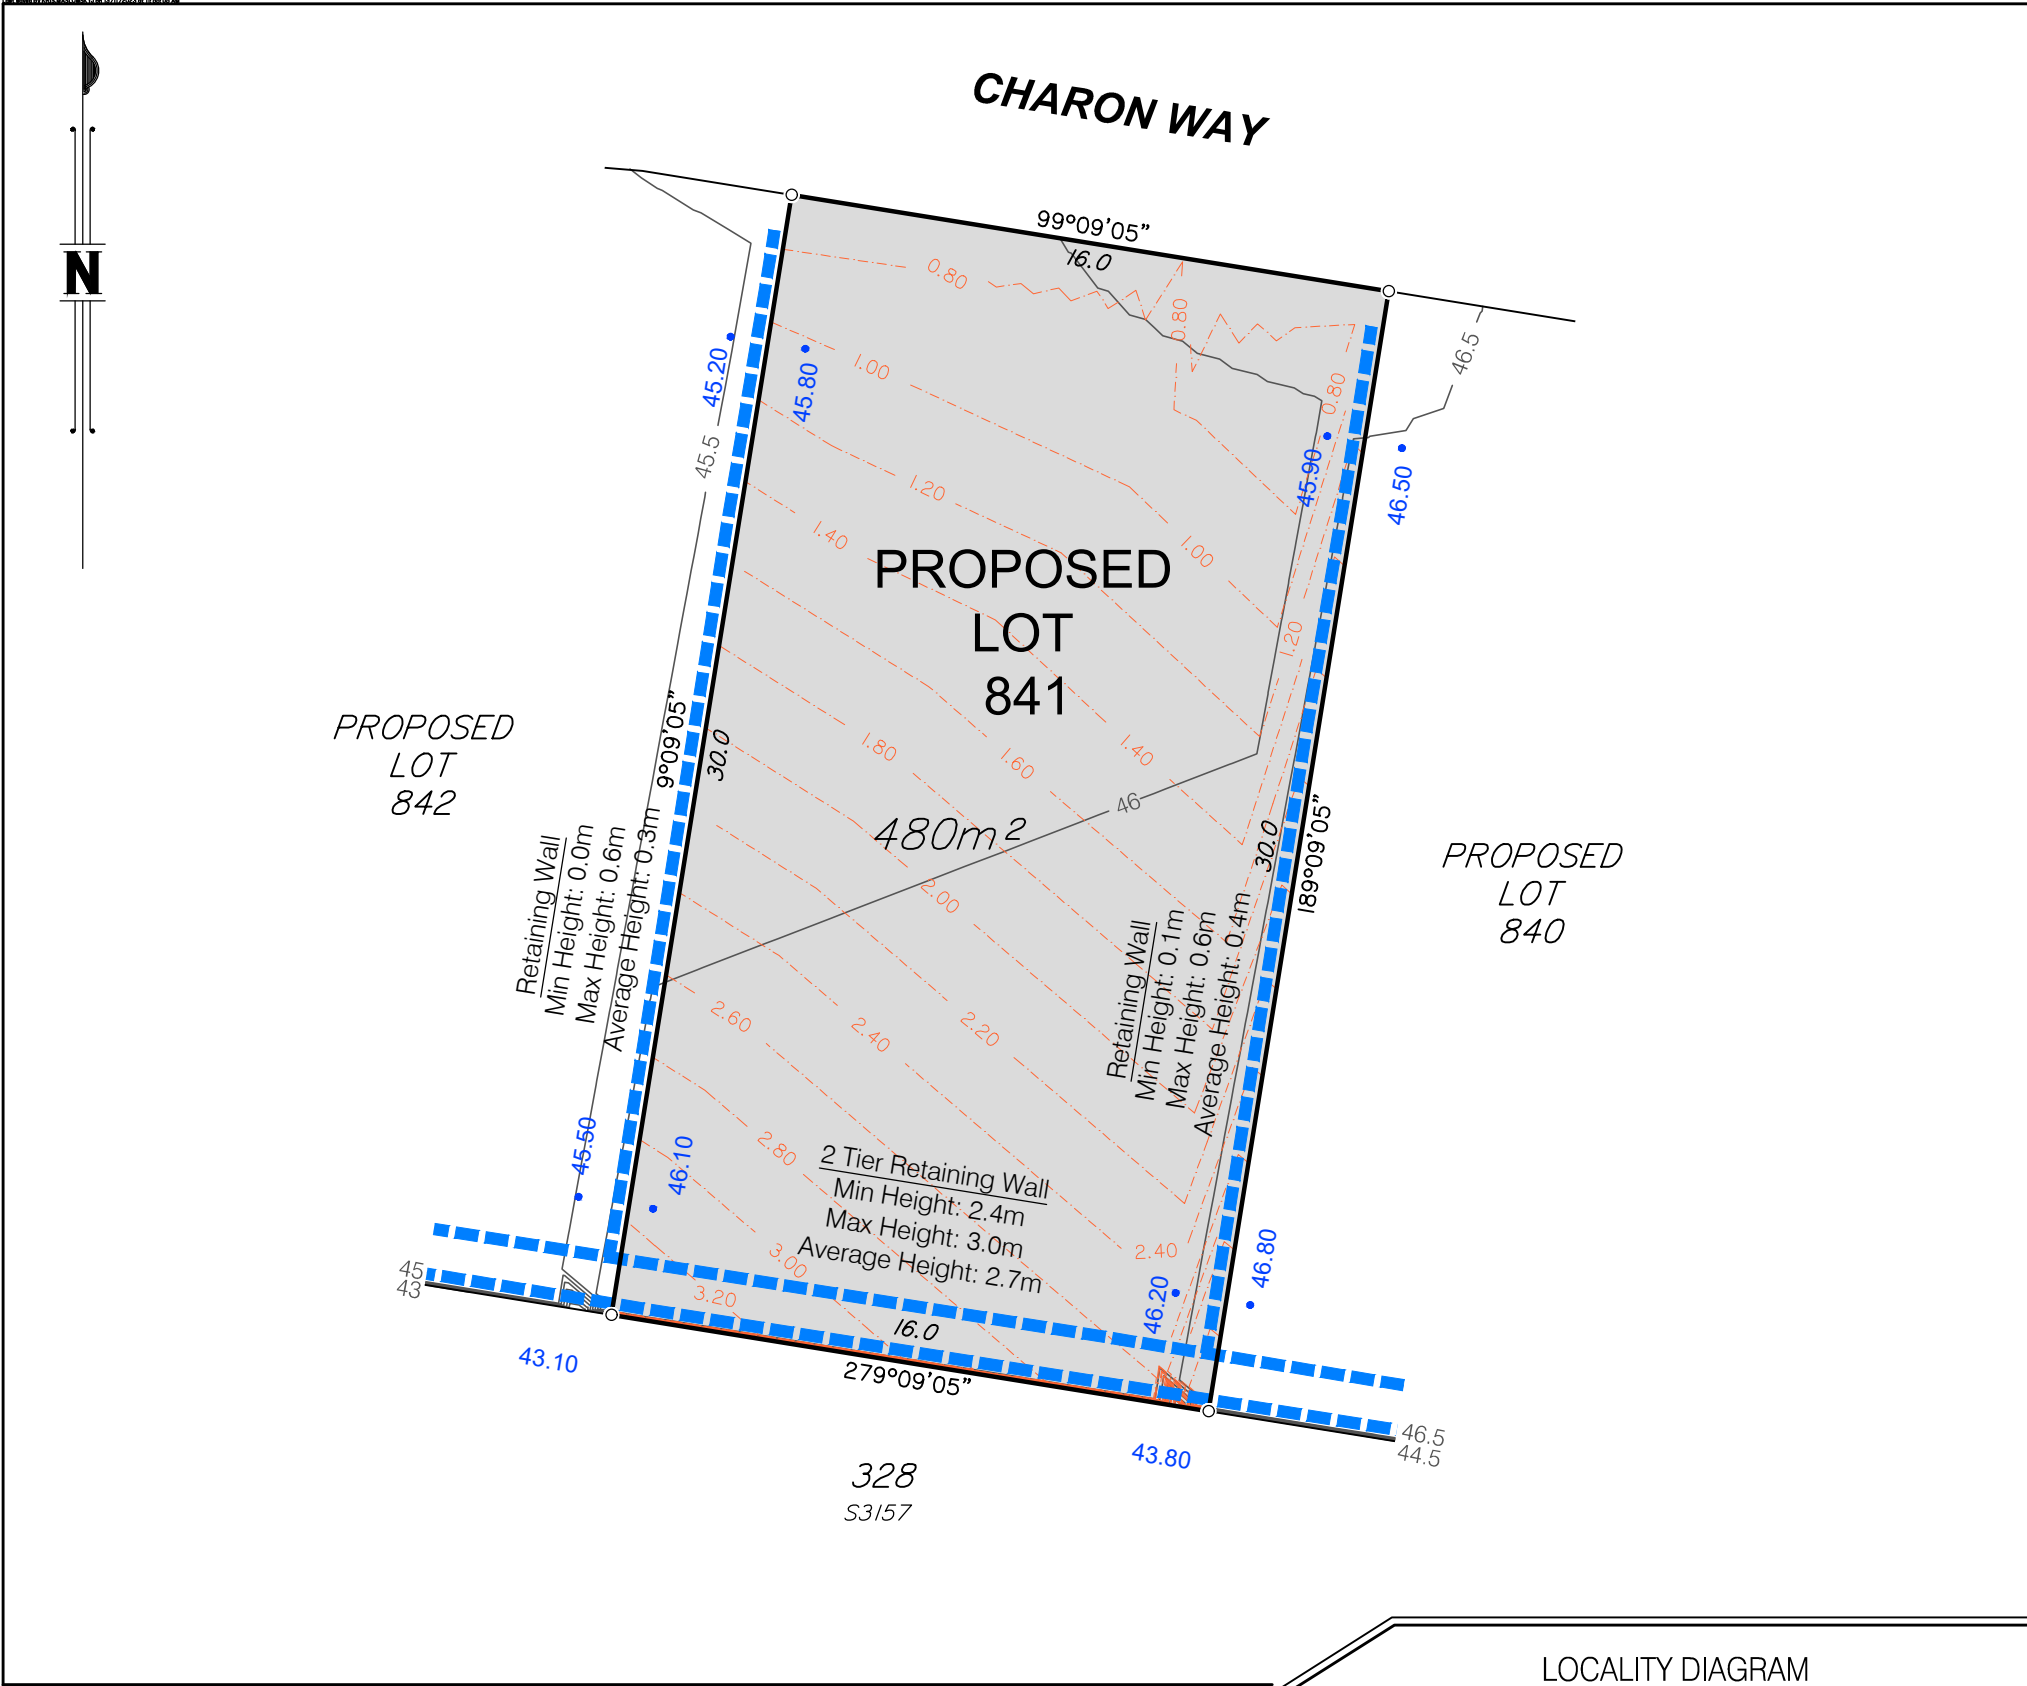 CHARON WAY
N
99°09'05"
16.0
0.80
0.80
0.80
46.5
45.20
45.80
1.00
45.5
45.90
46.50
1.20
1.40
1.00
PROPOSED
LOT
841
1.20
9°09'05"
30.0
1.80
1.60
1.40
PROPOSED
LOT
842
46
480m²
30.0
189°09'05"
PROPOSED
LOT
840
Retaining Wall
Min Height: 0.0m
Max Height: 0.6m
Average Height: 0.3m
2.00
Retaining Wall
Min Height: 0.1m
Max Height: 0.6m
Average Height: 0.4m
2.60
2.40
2.20
45.50
46.10
2.80
2 Tier Retaining Wall
Min Height: 2.4m
Max Height: 3.0m
Average Height: 2.7m
2.40
46.80
3.00
3.20
46.20
45
43
16.0
43.10
279°09'05"
46.5
44.5
43.80
328
S3157
LOCALITY DIAGRAM